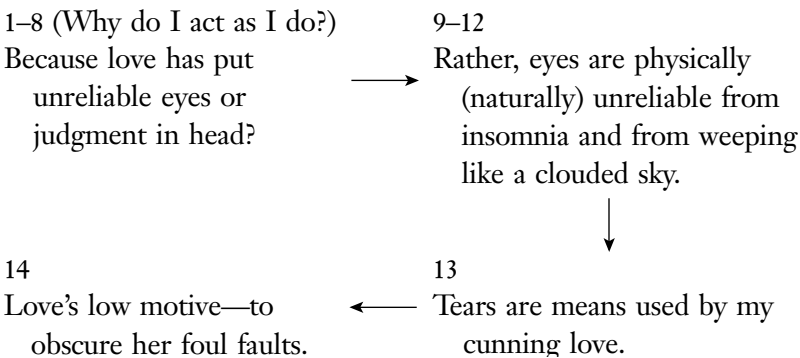 1–8 (Why do I act as I do?)
Because love has put
unreliable eyes or
judgment in head?
9–12
Rather, eyes are physically
(naturally) unreliable from
insomnia and from weeping
like a clouded sky.
13
Tears are means used by my
cunning love.
14
Love's low motive—to
obscure her foul faults.